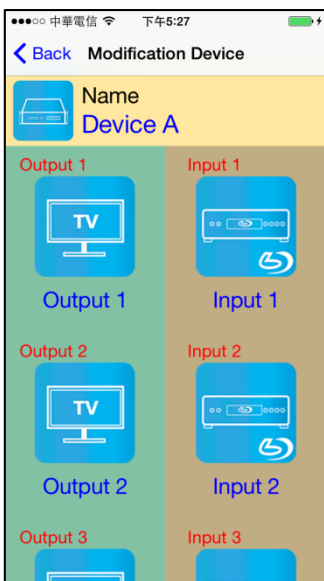 中華電信 下午5:27
Back Modification Device
Name
Device A
Output 1 Input 1
TV
Output 1 Input 1
Output 2 Input 2
TV
Output 2 Input 2
Output 3 Input 3